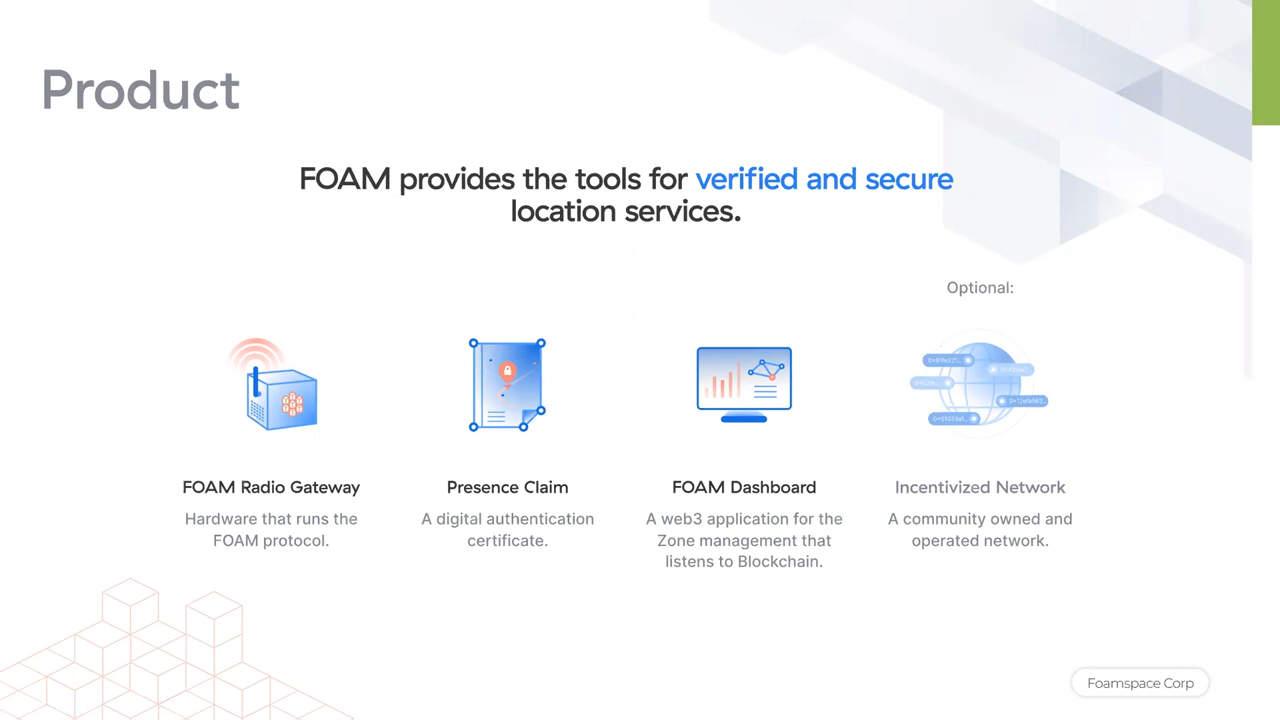 Product
FOAM provides the tools for verified and secure
location services.
Optional:
FOAM Radio Gateway
Hardware that runs the
FOAM protocol.
Presence Claim
A digital authentication
certificate.
FOAM Dashboard
A web3 application for the
Zone management that
listens to Blockchain.
Incentivized Network
A community owned and
operated network.
Foamspace Corp